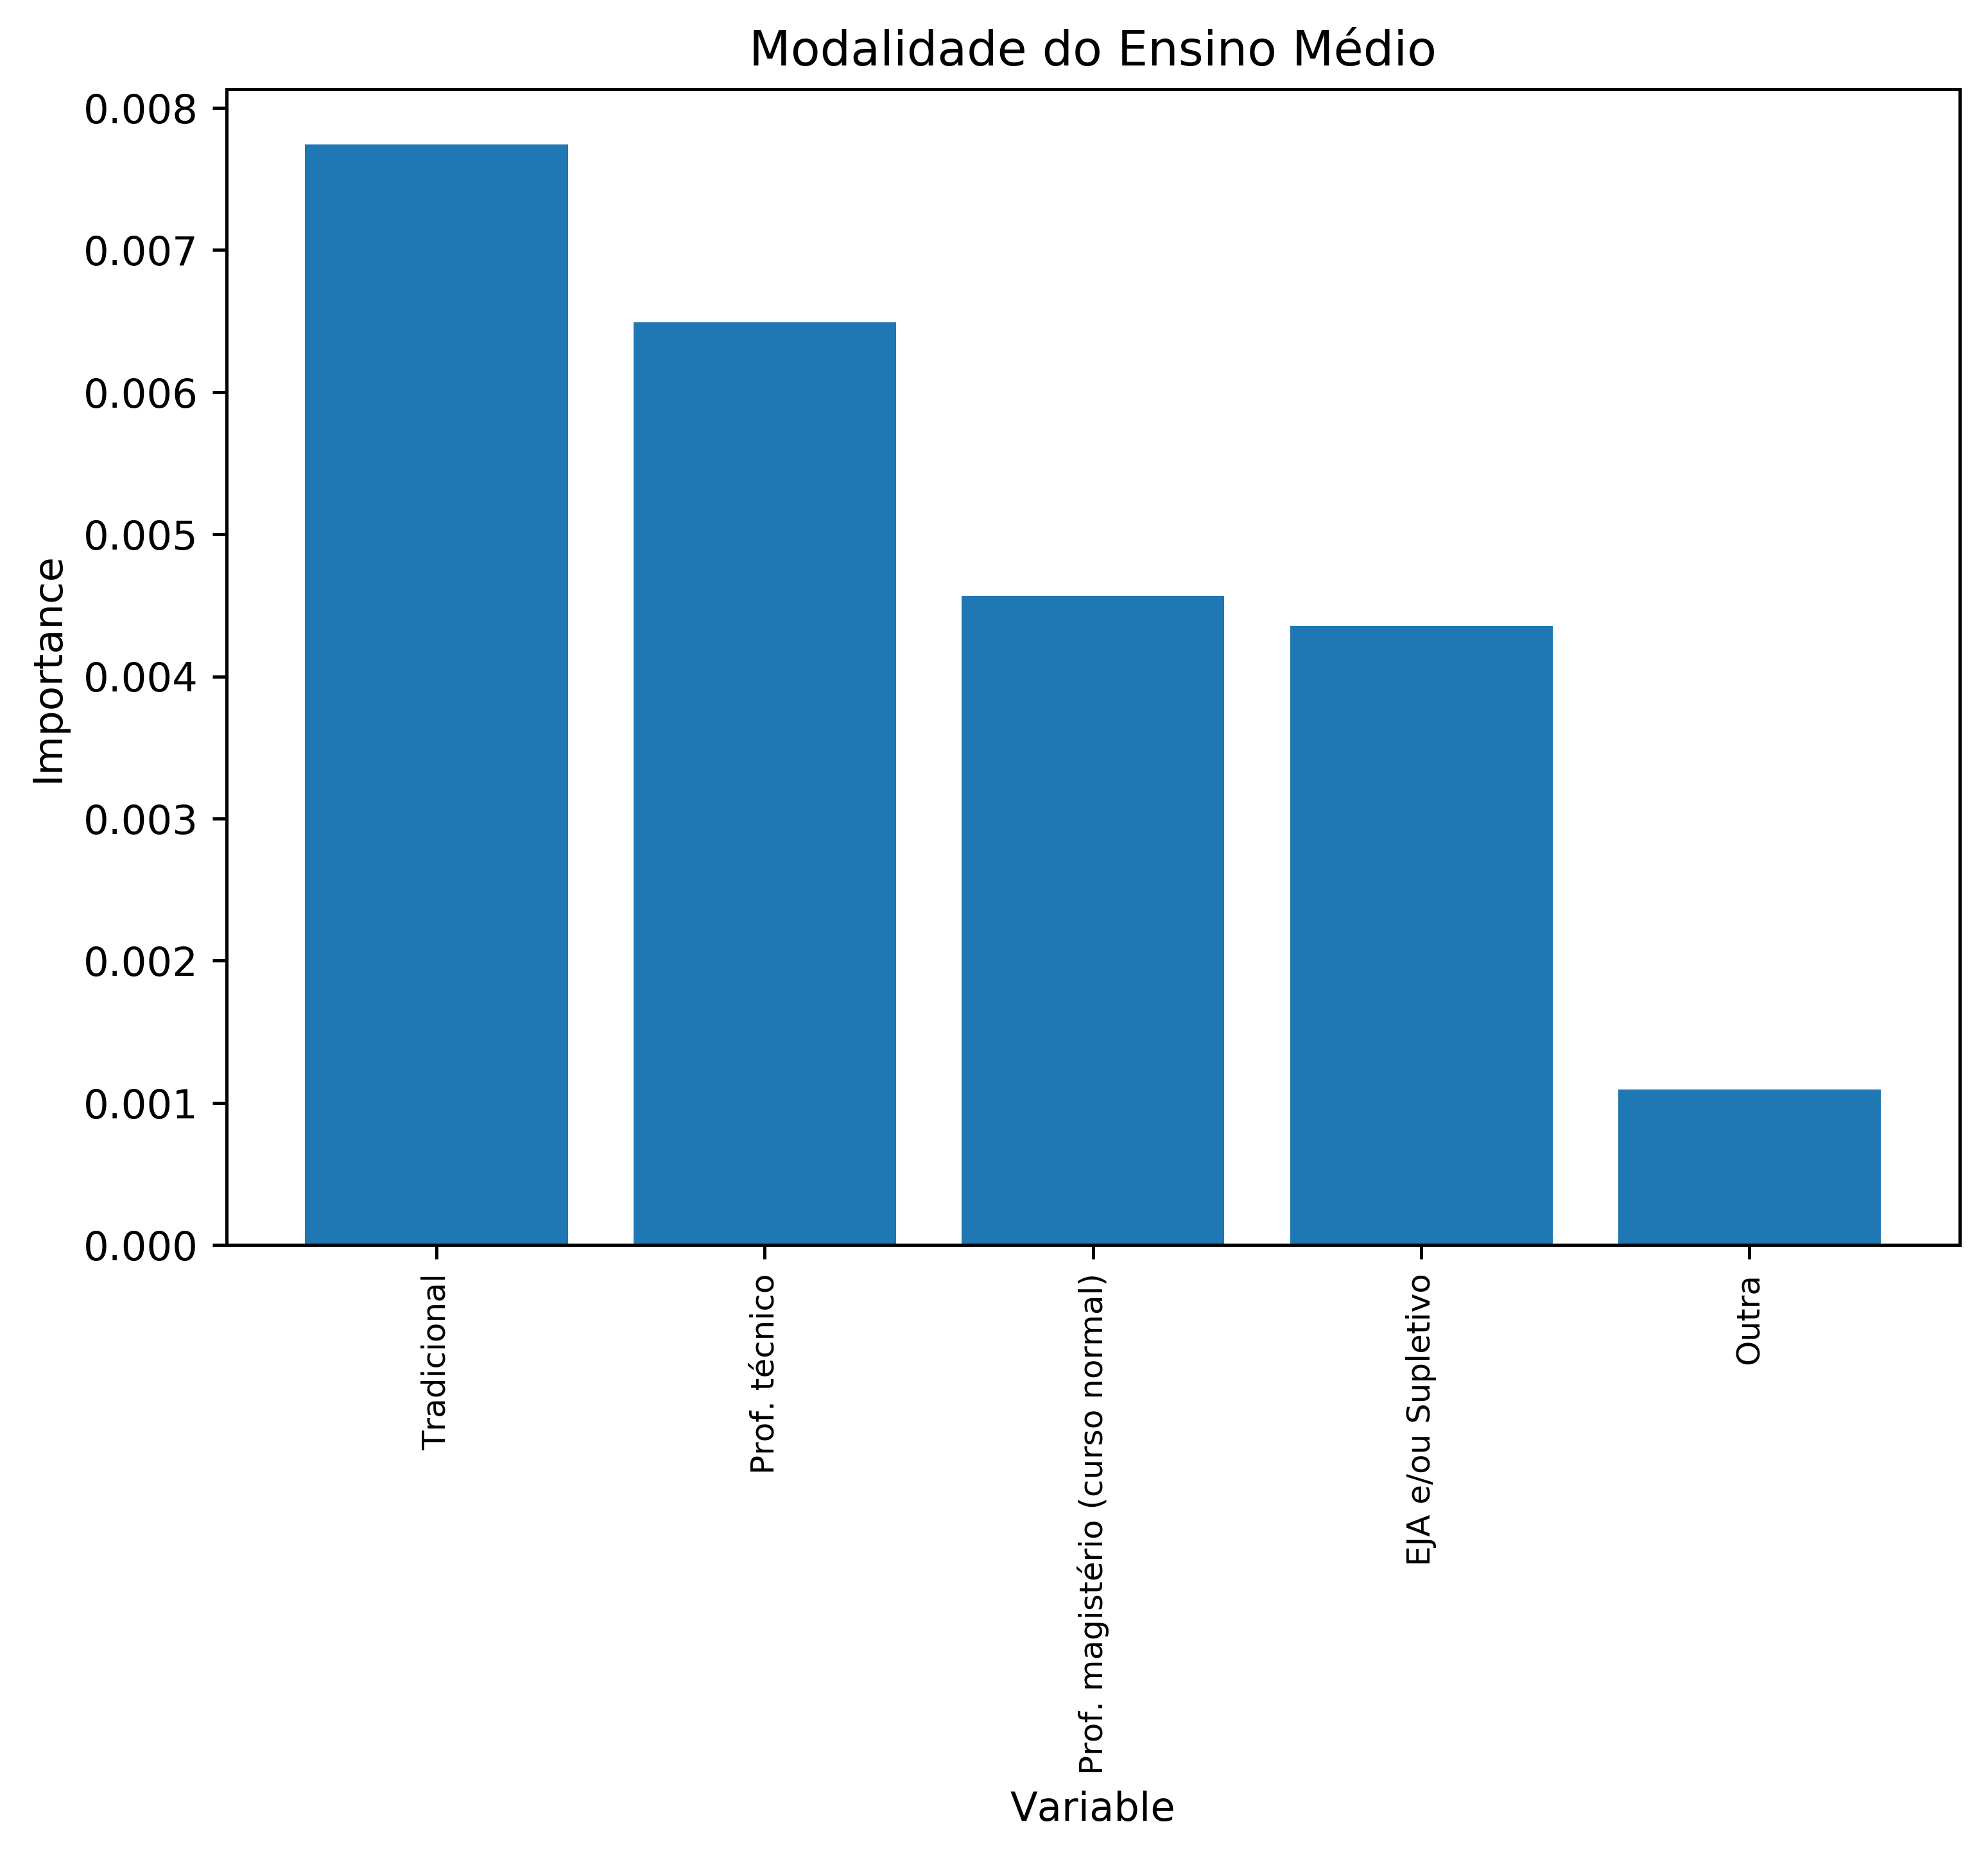 Modalidade do Ensino Médio
0.008
0.007
0.006
0.005
0.004
0.003
0.002
0.001
0.000
Importance
Tradicional
Prof. técnico
Prof. magistério (curso normal)
EJA e/ou Supletivo
Outra
Variable